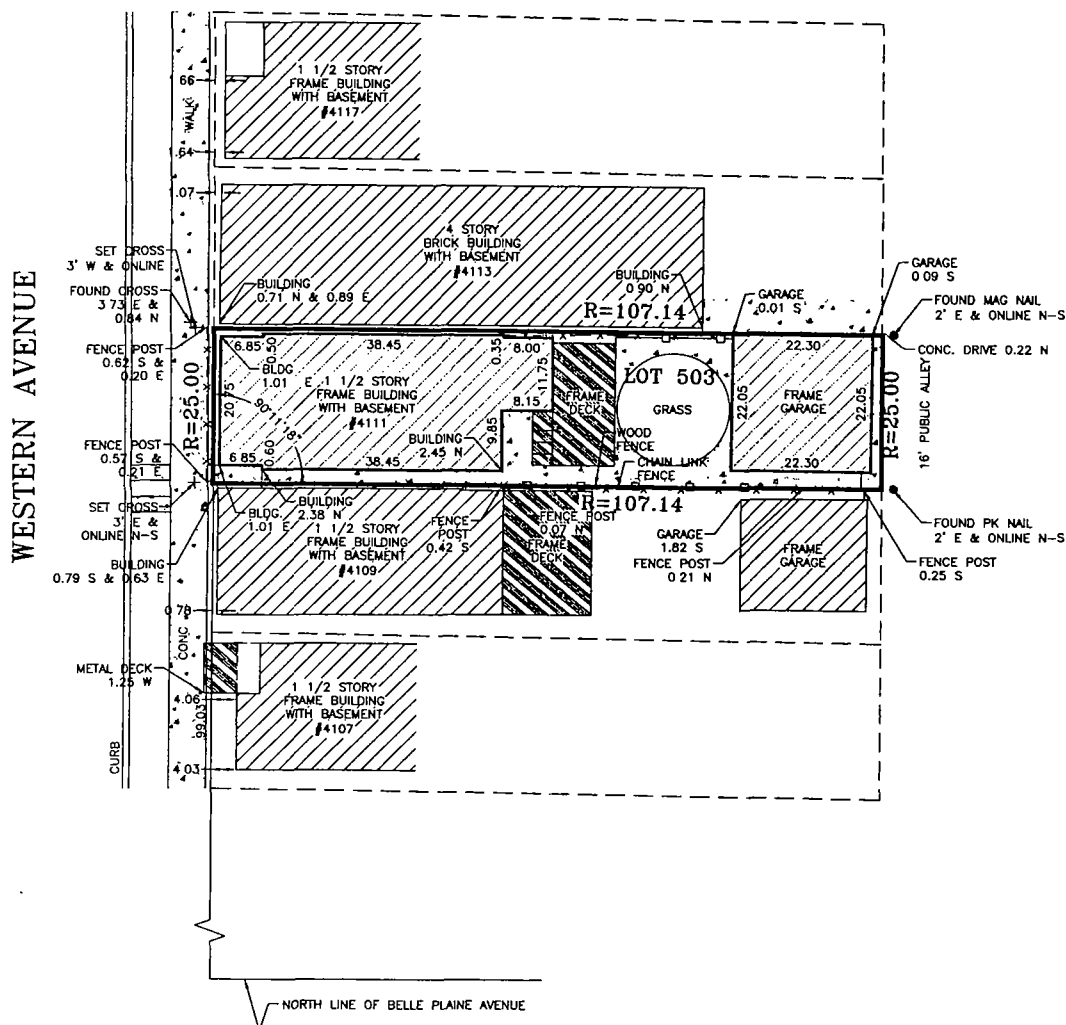 WESTERN AVENUE
1 1/2 STORY
FRAME BUILDING
WITH BASEMENT
#4117
.66
WALK
1.64
1.07
4 STORY
BRICK BUILDING
WITH BASEMENT
#4113
SET CROSS
3' W & ONLINE
FOUND CROSS
3 73 E &
0.84 N
FENCE POST
0.62 S &
0.20 E
BUILDING
0.71 N & 0.89 E
BUILDING
0.90 N
R=107.14
GARAGE
0.01 S
GARAGE
0.09 S
FOUND MAG NAIL
2' E & ONLINE N-S
CONC. DRIVE 0.22 N
R=25.00
6.85
0.50
38.45
0.35
8.00
BLDG
1.01 E
20.75
90°11'18"
1 1/2 STORY
FRAME BUILDING
WITH BASEMENT
#4111
11.75
8.15
9.85
FRAME
DECK
LOT 503
GRASS
22.30
22.05
FRAME
GARAGE
22.05
22.30
R=25.00
16' PUBLIC ALLEY
BUILDING
2.45 N
WOOD
FENCE
CHAIN LINK
FENCE
6.85
0.60
38.45
FENCE POST
0.57 S &
0.21 E
SET CROSS
3' E &
ONLINE N-S
BUILDING
0.79 S & 0.63 E
BLDG.
1.01 E
BUILDING
2.38 N
1 1/2 STORY
FRAME BUILDING
WITH BASEMENT
#4109
FENCE
POST
0.42 S
FENCE POST
0.07 N
FRAME
DECK
R=107.14
GARAGE
1.82 S
FENCE POST
0 21 N
FRAME
GARAGE
FOUND PK NAIL
2' E & ONLINE N-S
FENCE POST
0.25 S
0.78
CONC
METAL DECK
1.25 W
4.06
99.03
4.03
CURB
1 1/2 STORY
FRAME BUILDING
WITH BASEMENT
#4107
NORTH LINE OF BELLE PLAINE AVENUE